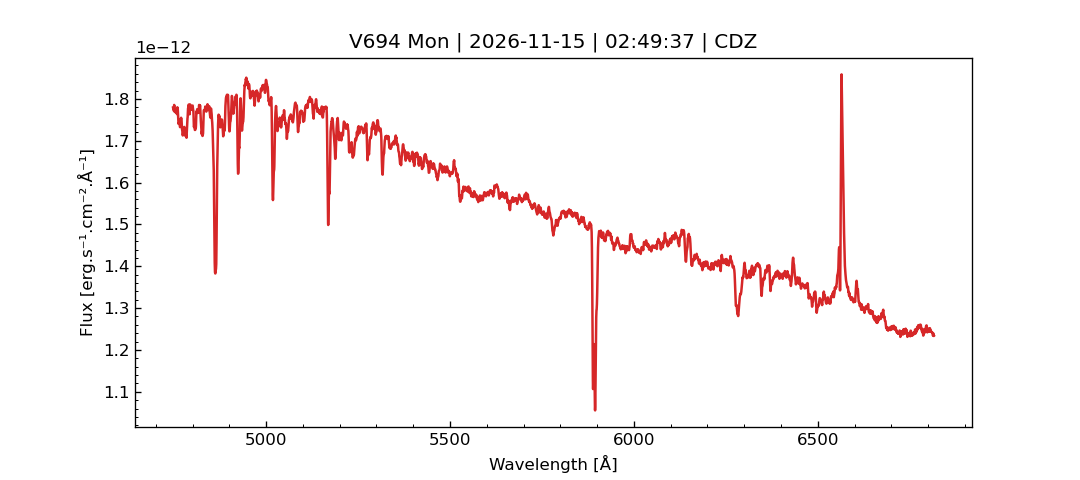 V694 Mon | 2026-11-15 | 02:49:37 | CDZ
1e−12
1.8
1.7
1.6
1.5
1.4
1.3
1.2
1.1
Flux [erg.s⁻¹.cm⁻².Å⁻¹]
5000 5500 6000 6500
Wavelength [Å]